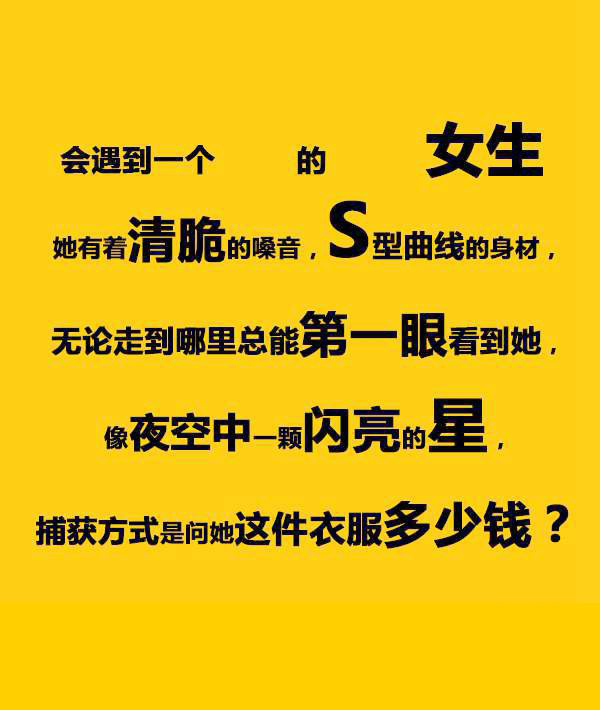 会遇到一个 的 女生
她有着清脆的嗓音，S型曲线的身材，
无论走到哪里总能第一眼看到她，
像夜空中一颗闪亮的星，
捕获方式是问她这件衣服多少钱？